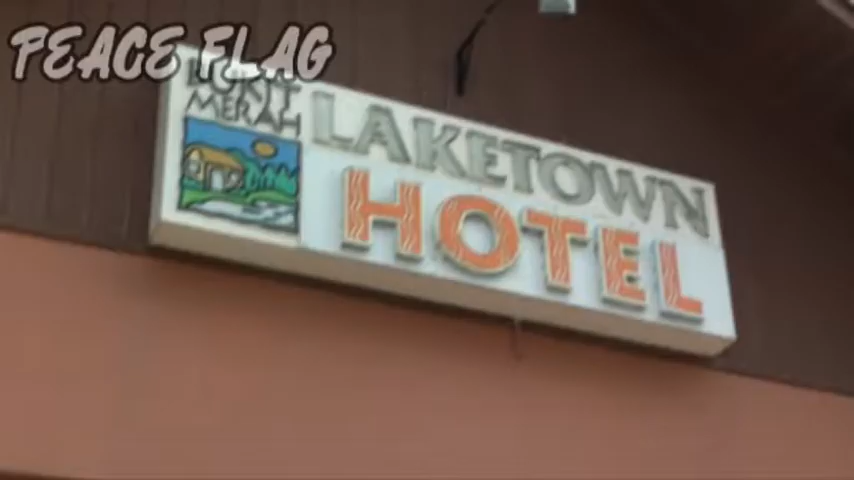 PEACE FLAG
BUKIT
MERAH
LAKETOWN
HOTEL